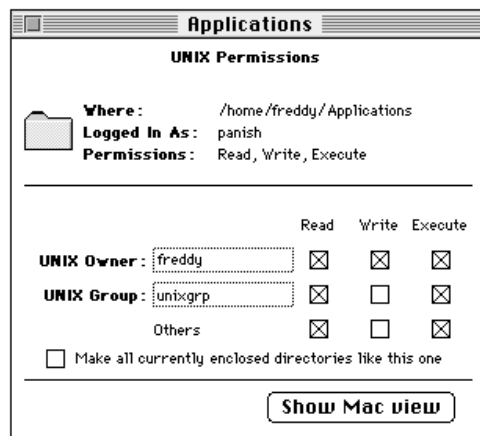 Applications
UNIX Permissions
Where: /home/freddy/Applications
Logged In As: panish
Permissions: Read, Write, Execute
Read Write Execute
UNIX Owner: freddy
UNIX Group: unixgrp
Others
Make all currently enclosed directories like this one
Show Mac view